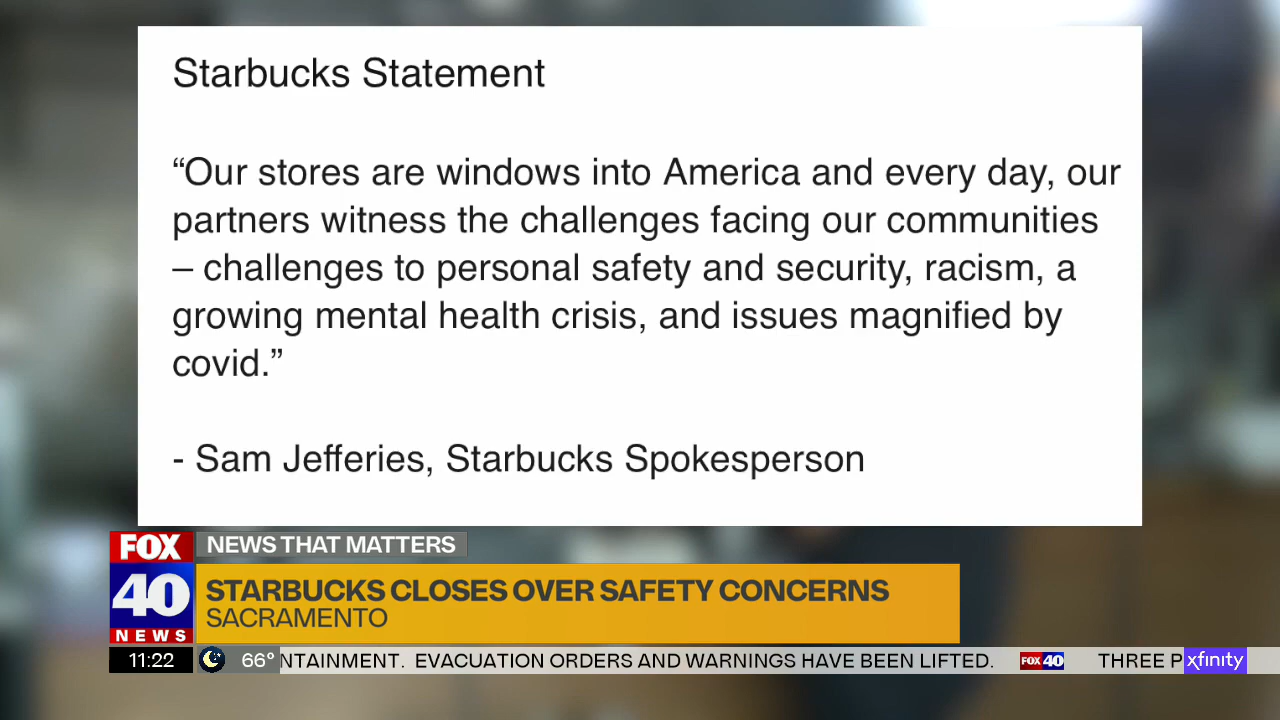 Starbucks Statement
“Our stores are windows into America and every day, our
partners witness the challenges facing our communities
– challenges to personal safety and security, racism, a
growing mental health crisis, and issues magnified by
covid.”
- Sam Jefferies, Starbucks Spokesperson
FOX
40
NEWS
NEWS THAT MATTERS
STARBUCKS CLOSES OVER SAFETY CONCERNS
SACRAMENTO
11:22
66°
NTAINMENT. EVACUATION ORDERS AND WARNINGS HAVE BEEN LIFTED. FOX 40 THREE P
xfinity